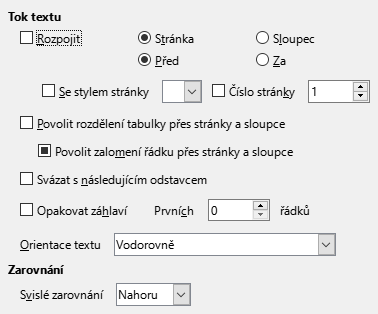 Tok textu
Rozpojit Stránka Sloupec
Před Za
Se stylem stránky Číslo stránky 1
Povolit rozdělení tabulky přes stránky a sloupce
Povolit zalomení řádku přes stránky a sloupce
Svázat s následujícím odstavcem
Opakovat záhlaví Prvních 0 řádků
Orientace textu Vodorovně
Zarovnání
Svislé zarovnání Nahoru